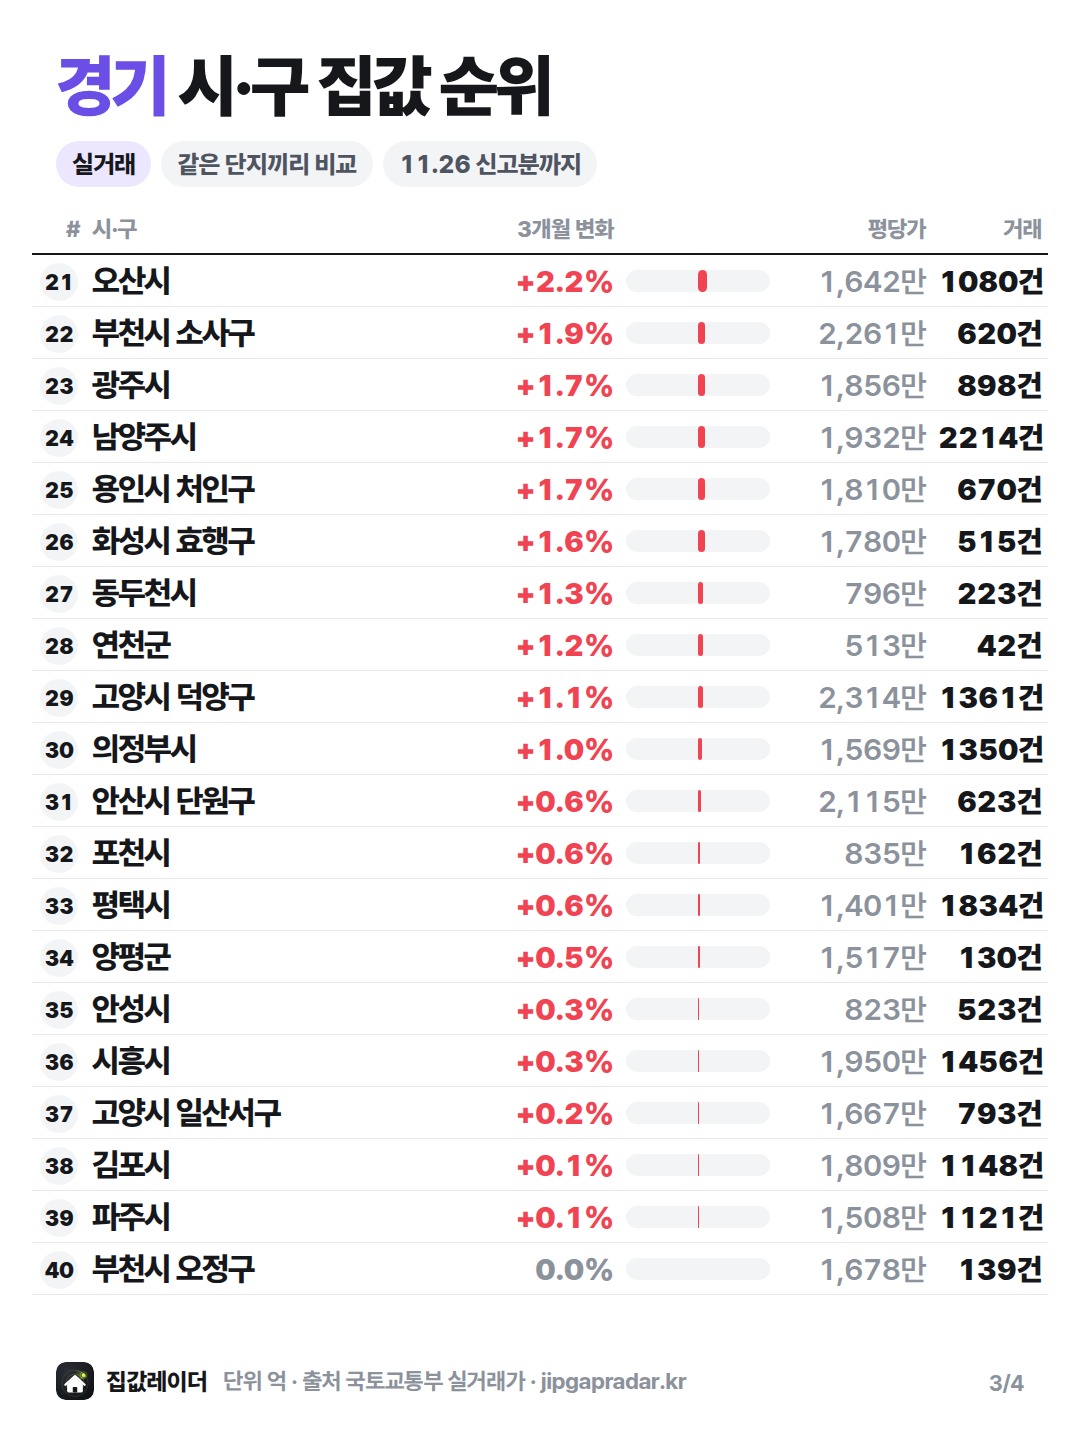 경기 시·구 집값 순위
실거래 같은 단지끼리 비교 11.26 신고분까지
# 시·구 3개월 변화 평당가 거래
21 오산시 +2.2% 1,642만 1080건
22 부천시 소사구 +1.9% 2,261만 620건
23 광주시 +1.7% 1,856만 898건
24 남양주시 +1.7% 1,932만 2214건
25 용인시 처인구 +1.7% 1,810만 670건
26 화성시 효행구 +1.6% 1,780만 515건
27 동두천시 +1.3% 796만 223건
28 연천군 +1.2% 513만 42건
29 고양시 덕양구 +1.1% 2,314만 1361건
30 의정부시 +1.0% 1,569만 1350건
31 안산시 단원구 +0.6% 2,115만 623건
32 포천시 +0.6% 835만 162건
33 평택시 +0.6% 1,401만 1834건
34 양평군 +0.5% 1,517만 130건
35 안성시 +0.3% 823만 523건
36 시흥시 +0.3% 1,950만 1456건
37 고양시 일산서구 +0.2% 1,667만 793건
38 김포시 +0.1% 1,809만 1148건
39 파주시 +0.1% 1,508만 1121건
40 부천시 오정구 0.0% 1,678만 139건
집값레이더 단위 억 · 출처 국토교통부 실거래가 · jipgapradar.kr 3/4